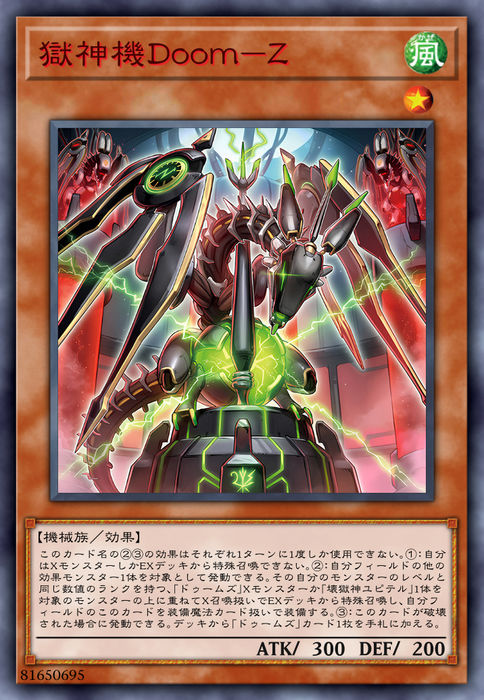 獄神機Doom－Z
風
かぜ
【機械族／効果】
このカード名の②③の効果はそれぞれ1ターンに1度しか使用できない。①：自分
はXモンスターしかEXデッキから特殊召喚できない。②：自分フィールドの他の
効果モンスター1体を対象として発動できる。その自分のモンスターのレベルと
同じ数値のランクを持つ、「ドゥームズ」Xモンスターか「壊獄神ユピテル」1体を
対象のモンスターの上に重ねてX召喚扱いでEXデッキから特殊召喚し、自分フ
ィールドのこのカードを装備魔法カード扱いで装備する。③：このカードが破壊
された場合に発動できる。デッキから「ドゥームズ」カード1枚を手札に加える。
ATK/ 300 DEF/ 200
81650695